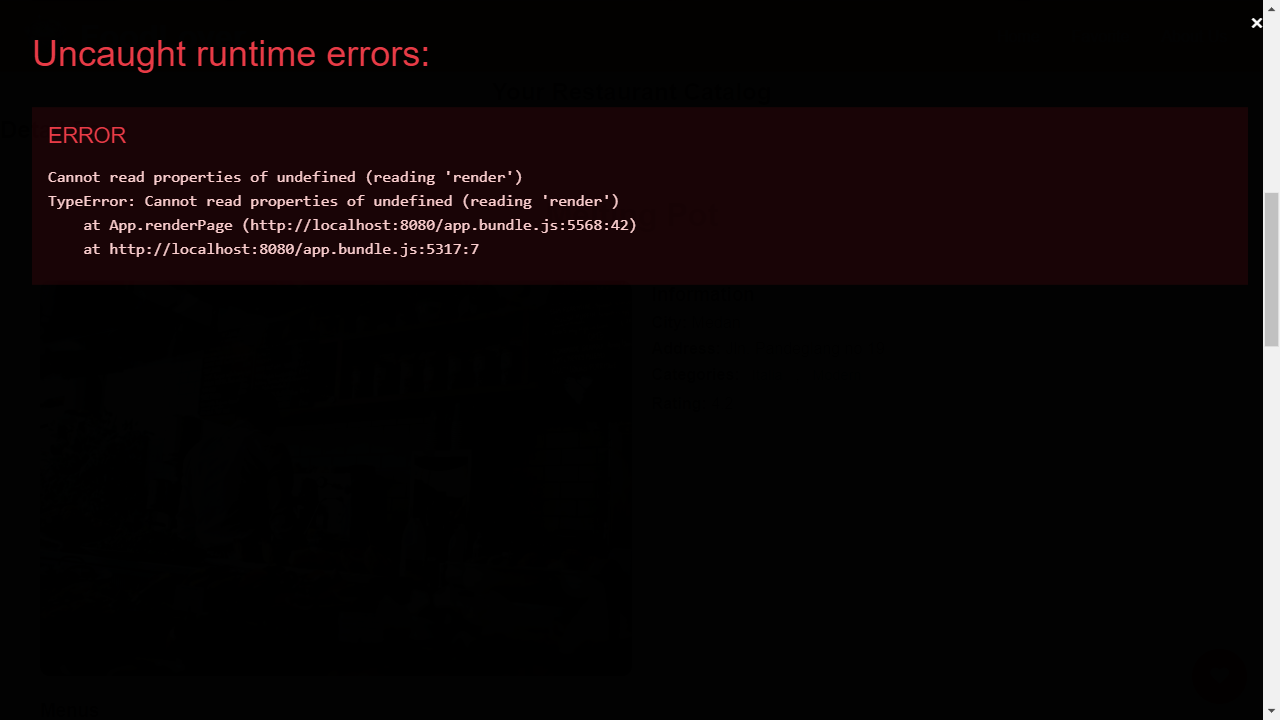 Uncaught runtime errors:
×
ERROR
Cannot read properties of undefined (reading 'render')
TypeError: Cannot read properties of undefined (reading 'render')
at App.renderPage (http://localhost:8080/app.bundle.js:5568:42)
at http://localhost:8080/app.bundle.js:5317:7